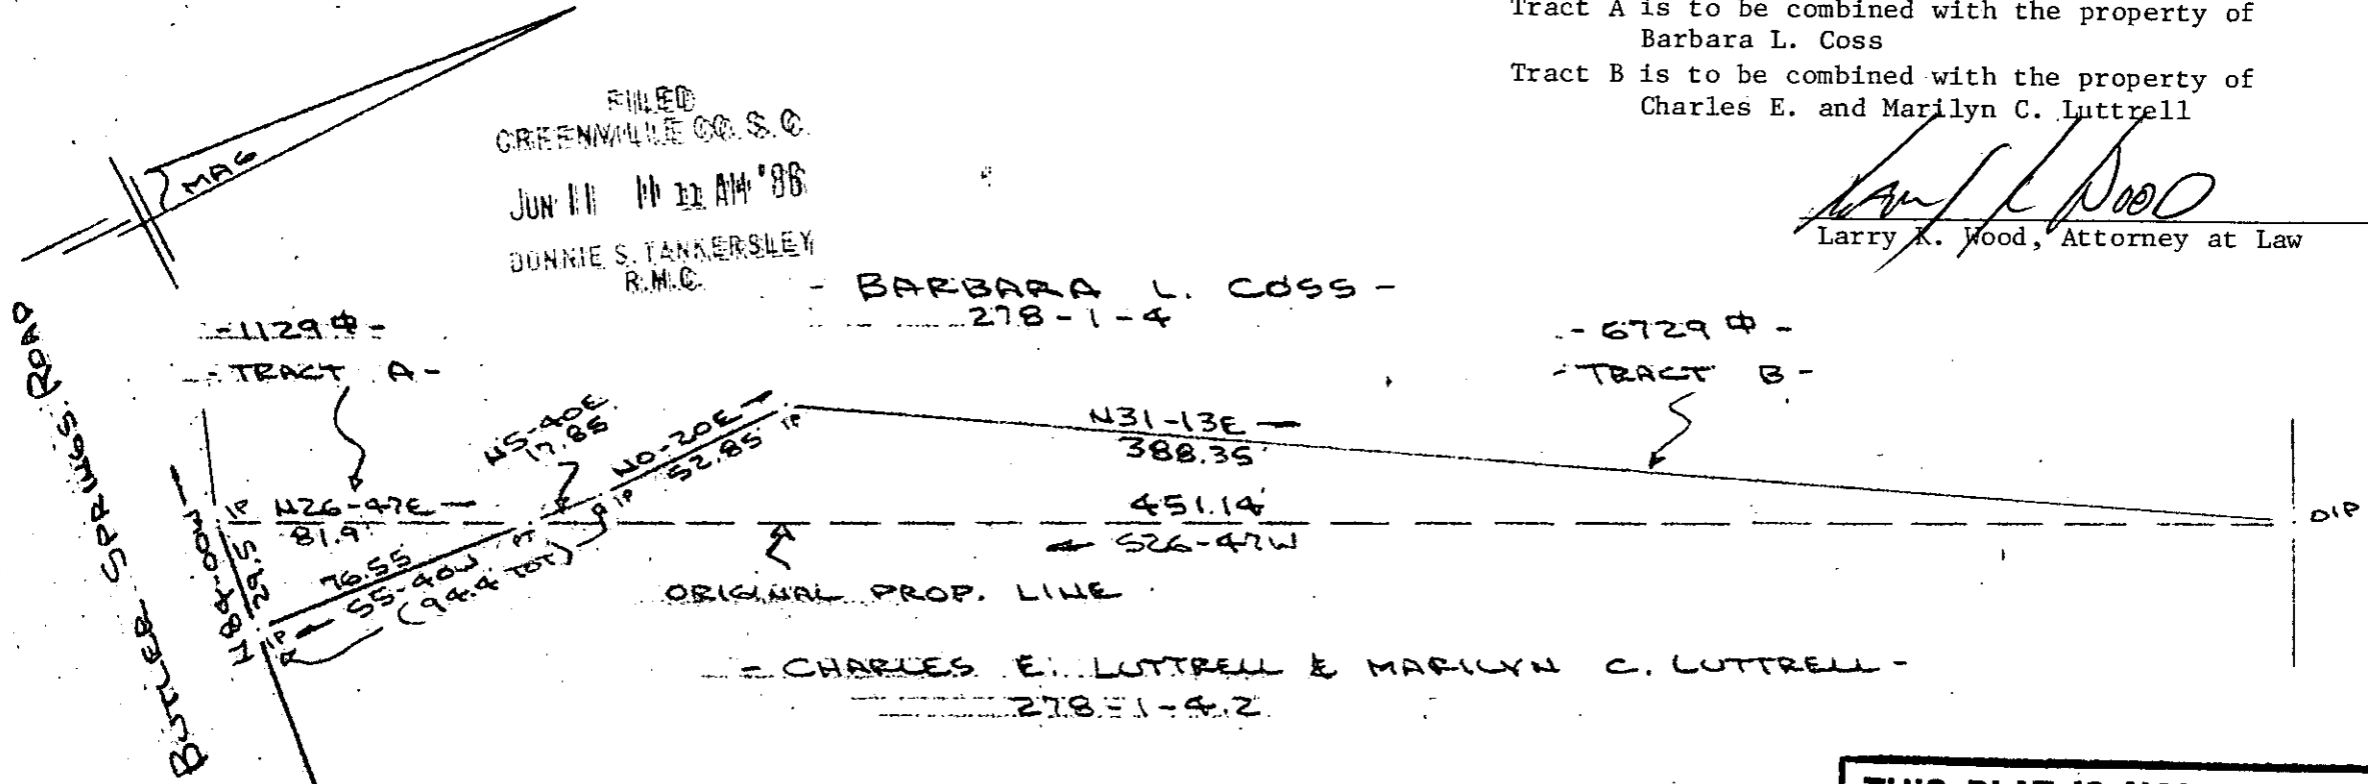 Tract A is to be combined with the property of
Barbara L. Coss
Tract B is to be combined with the property of
Charles E. and Marilyn C. Luttrell
Larry K. Wood
Larry K. Wood, Attorney at Law
FILED
GREENVILLE CO. S. C.
JUN 11 11 11 AM '86
DONNIE S. TANKERSLEY
R.M.C.
MAG
- BARBARA L. COSS -
278-1-4
-1129 ⌽-
-TRACT A-
-6729 ⌽-
-TRACT B-
BUTLER SPRINGS ROAD
N5-40E
17.85
N0-20E
52.85
IP
N31-13E
388.35'
IP
N26-47E
81.9'
451.14'
S26-47W
OIP
N84-00W
29.5
76.55
PT
IP
S5-40W
(94.4 TOT)
IP
ORIGINAL PROP. LINE
- CHARLES E. LUTTRELL & MARILYN C. LUTTRELL -
278-1-4.2